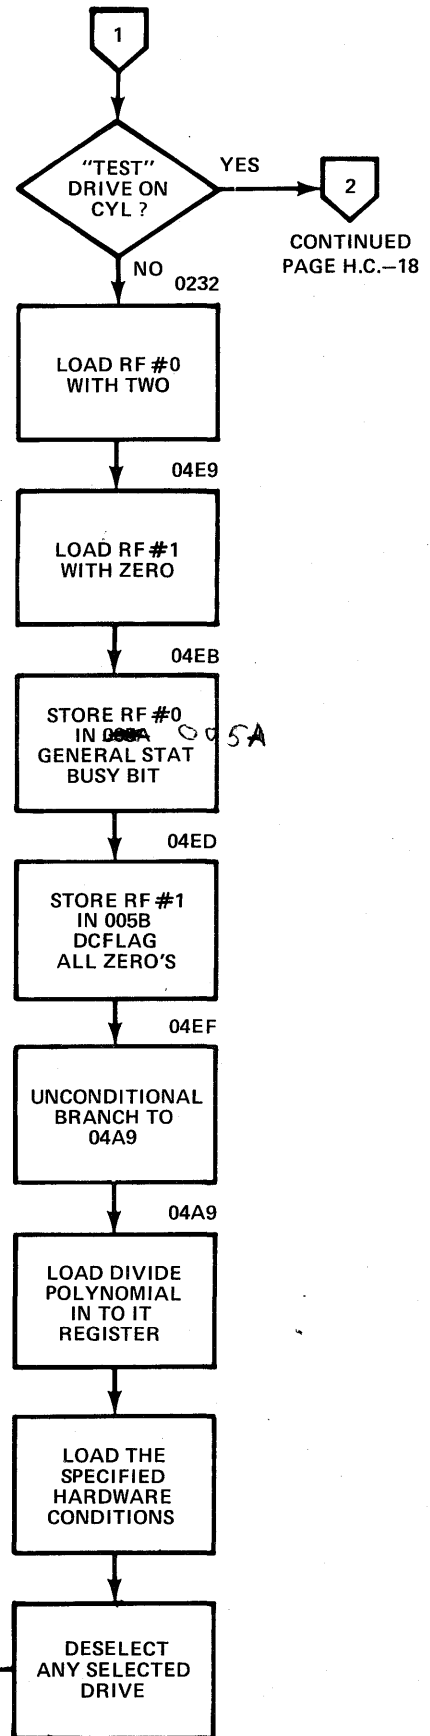 1
"TEST"
DRIVE ON
CYL ?
YES
2
CONTINUED
PAGE H.C.–18
NO
0232
LOAD RF #0
WITH TWO
04E9
LOAD RF #1
WITH ZERO
04EB
STORE RF #0
IN 005A
GENERAL STAT
BUSY BIT
04ED
STORE RF #1
IN 005B
DCFLAG
ALL ZERO'S
04EF
UNCONDITIONAL
BRANCH TO
04A9
04A9
LOAD DIVIDE
POLYNOMIAL
IN TO IT
REGISTER
LOAD THE
SPECIFIED
HARDWARE
CONDITIONS
DESELECT
ANY SELECTED
DRIVE